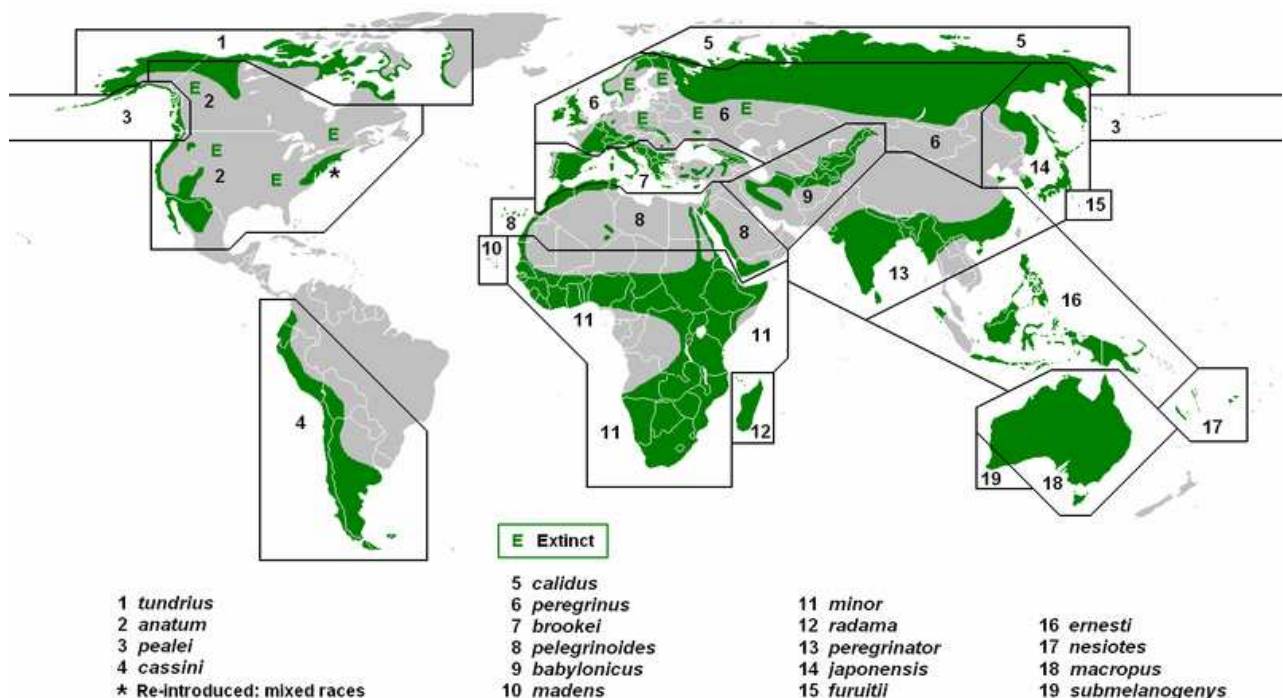 1
5
5
E
E
2
E
6
E
E
6
E
3
3
E
6
14
E
2
E
*
7
9
15
8
8
8
10
13
16
11
11
4
11
12
17
19
18
E Extinct
1 tundrius
2 anatum
3 pealei
4 cassini
* Re-introduced: mixed races
5 calidus
6 peregrinus
7 brookei
8 pelegrinoides
9 babylonicus
10 madens
11 minor
12 radama
13 peregrinator
14 japonensis
15 furuitii
16 ernesti
17 nesiotes
18 macropus
19 submelanogenys